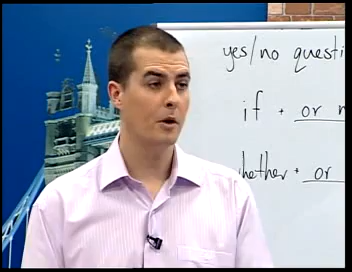 yes/no questi
if + or n
hether + or